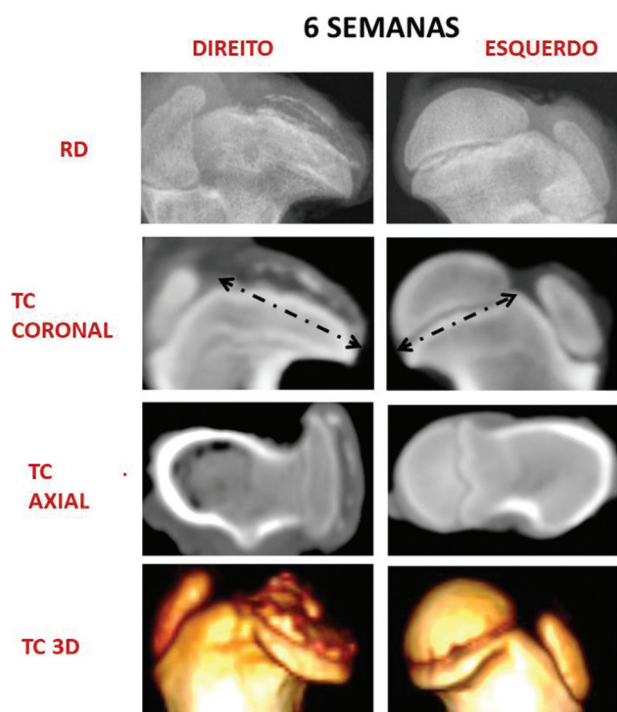 6 SEMANAS
DIREITO
ESQUERDO
RD
TC
CORONAL
TC
AXIAL
TC 3D